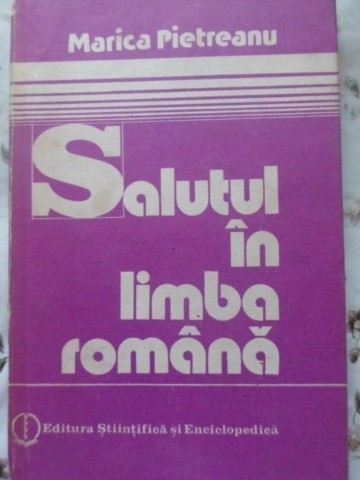 Marica Pietreanu
Salutul
în
limba
română
Editura Ştiinţifică şi Enciclopedică